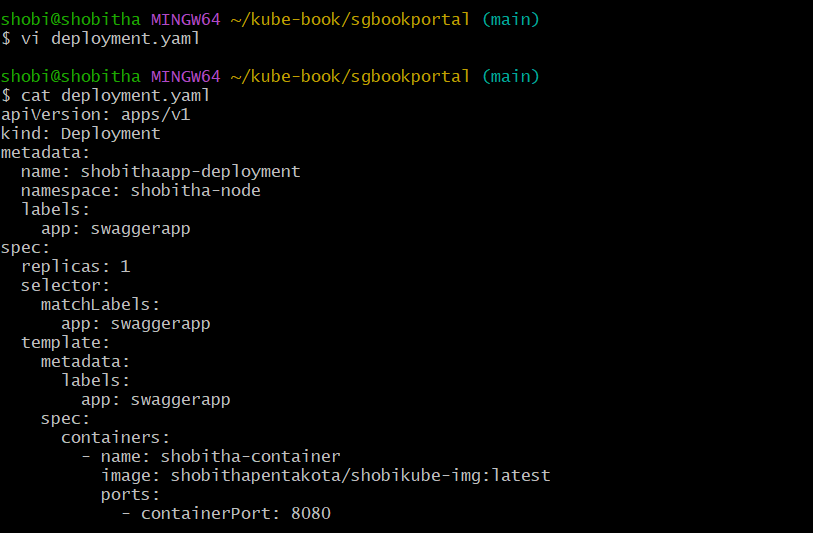 shobi@shobitha MINGW64 ~/kube-book/sgbookportal (main)
$ vi deployment.yaml
shobi@shobitha MINGW64 ~/kube-book/sgbookportal (main)
$ cat deployment.yaml
apiVersion: apps/v1
kind: Deployment
metadata:
  name: shobithaapp-deployment
  namespace: shobitha-node
  labels:
    app: swaggerapp
spec:
  replicas: 1
  selector:
    matchLabels:
      app: swaggerapp
  template:
    metadata:
      labels:
        app: swaggerapp
    spec:
      containers:
        - name: shobitha-container
          image: shobithapentakota/shobikube-img:latest
          ports:
            - containerPort: 8080